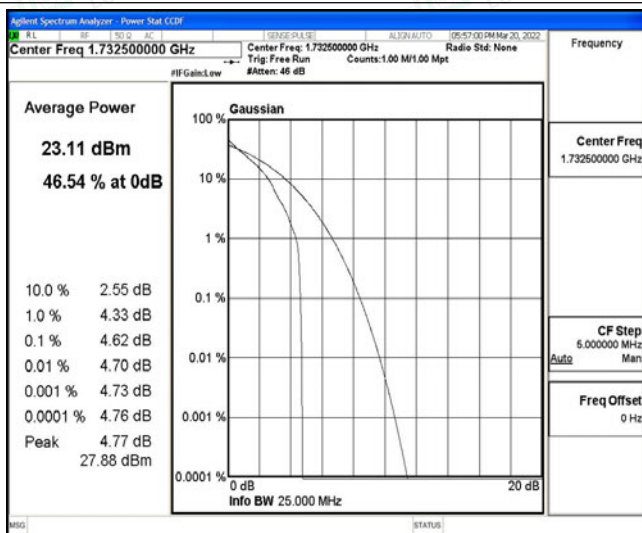 Agilent Spectrum Analyzer - Power Stat CCDF
RL RF 50 Ω AC SENSE:PULSE ALIGN AUTO 05:57:00 PM Mar 20, 2022
Center Freq 1.732500000 GHz
Center Freq: 1.732500000 GHz Radio Std: None
Trig: Free Run Counts:1.00 M/1.00 Mpt
#IFGain:Low #Atten: 46 dB
Frequency
Average Power
23.11 dBm
46.54 % at 0dB
10.0 % 2.55 dB
1.0 % 4.33 dB
0.1 % 4.62 dB
0.01 % 4.70 dB
0.001 % 4.73 dB
0.0001 % 4.76 dB
Peak 4.77 dB
27.88 dBm
Gaussian
100 %
10 %
1 %
0.1 %
0.01 %
0.001 %
0.0001 %
0 dB 20 dB
Info BW 25.000 MHz
Center Freq
1.732500000 GHz
CF Step
5.000000 MHz
Auto Man
Freq Offset
0 Hz
MSG STATUS